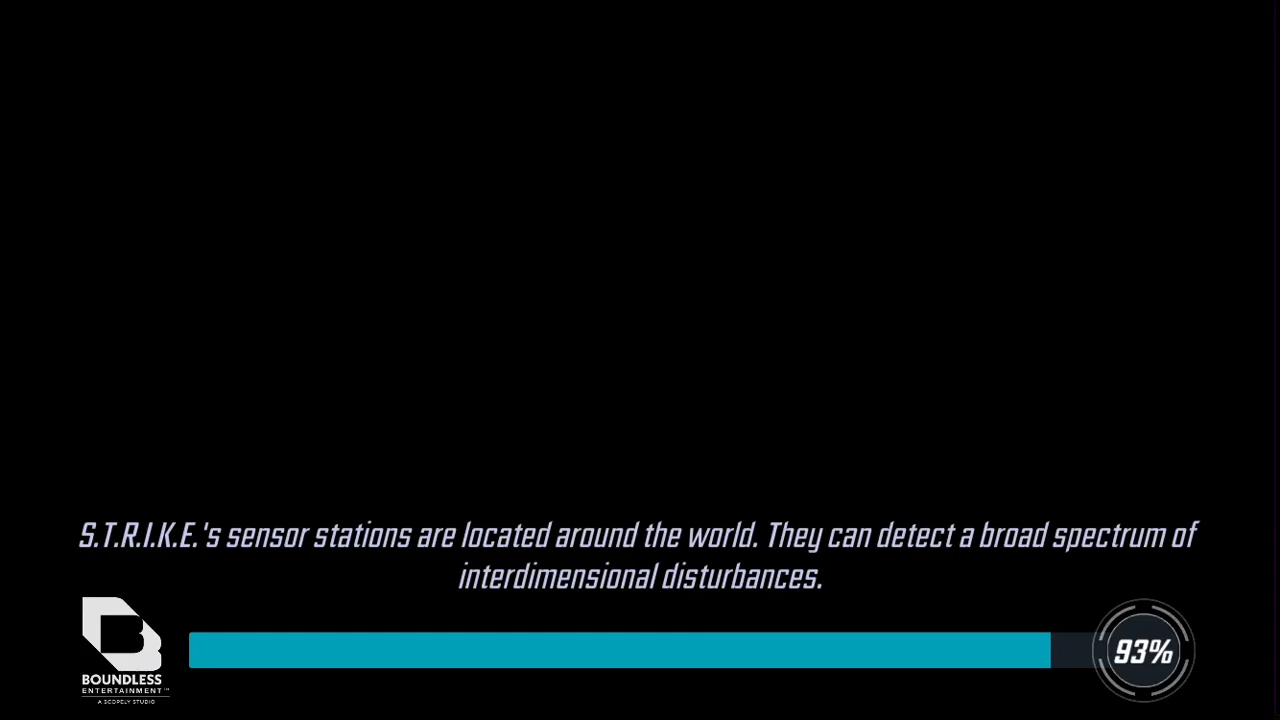 S.T.R.I.K.E.'s sensor stations are located around the world. They can detect a broad spectrum of
interdimensional disturbances.
93%
BOUNDLESS
ENTERTAINMENT™
A SCOPELY STUDIO